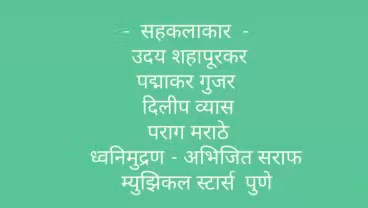 - सहकलाकार -
उदय शहापूरकर
पद्माकर गुजर
दिलीप व्यास
पराग मराठे
ध्वनिमुद्रण - अभिजित सराफ
म्युझिकल स्टार्स पुणे